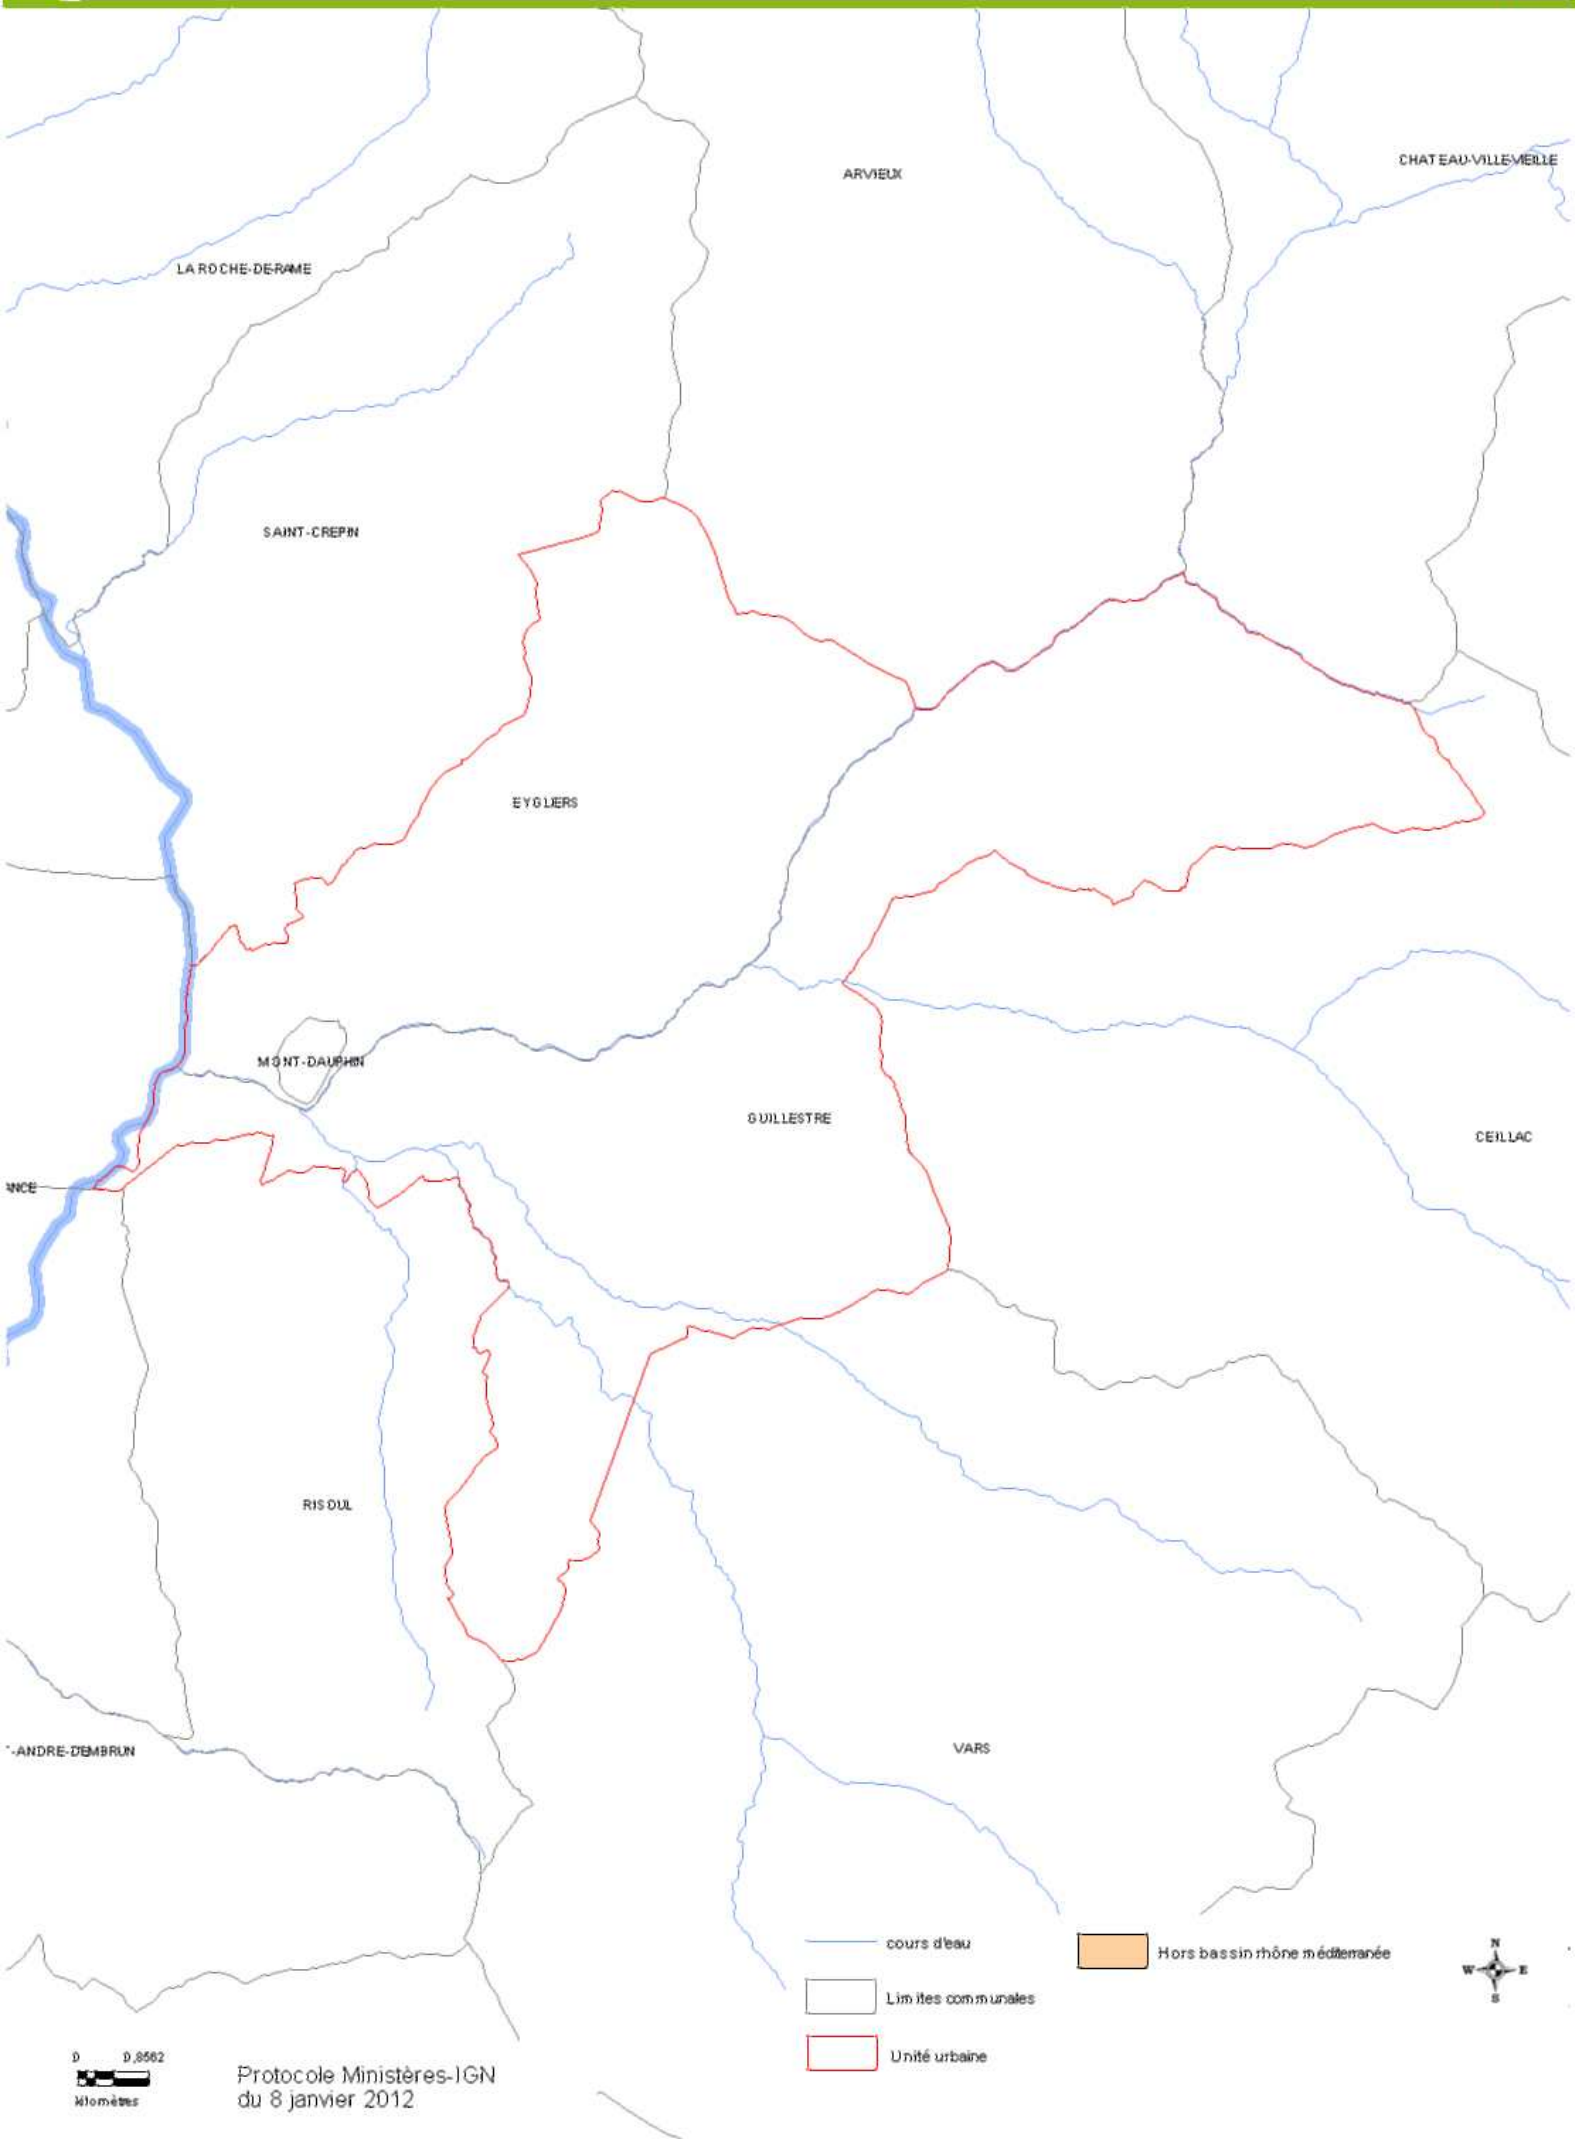 ARVIEUX
CHATEAU-VILLE-VIEILLE
LA ROCHE-DE-RAME
SAINT-CREPIN
EYGLIERS
MONT-DAUPHIN
GUILLESTRE
CEILLAC
ANCE
RISOUL
-ANDRE-D'EMBRUN
VARS
cours d'eau
Hors bassin rhône méditerranée
Limites communales
Unité urbaine
N
W E
S
0 0,8562
kilomètres
Protocole Ministères-IGN
du 8 janvier 2012